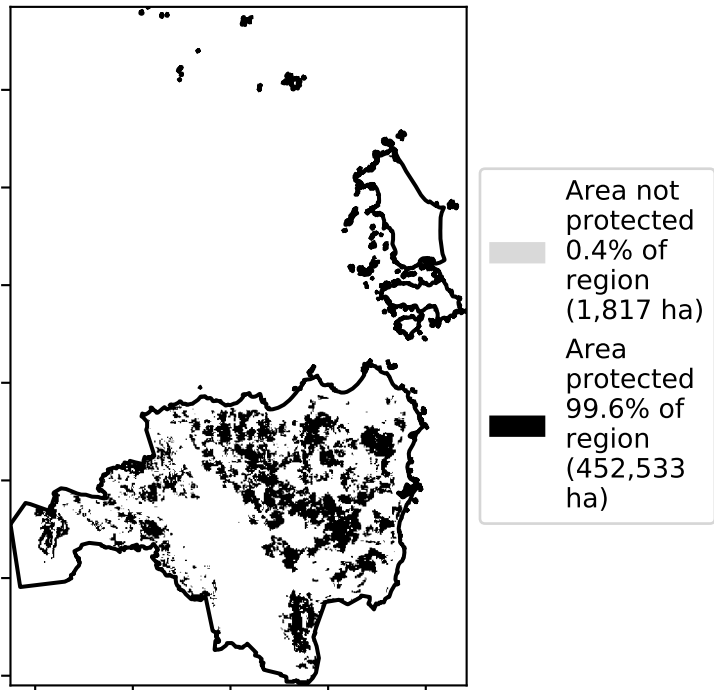 Area not
protected
0.4% of
region
(1,817 ha)
Area
protected
99.6% of
region
(452,533
ha)